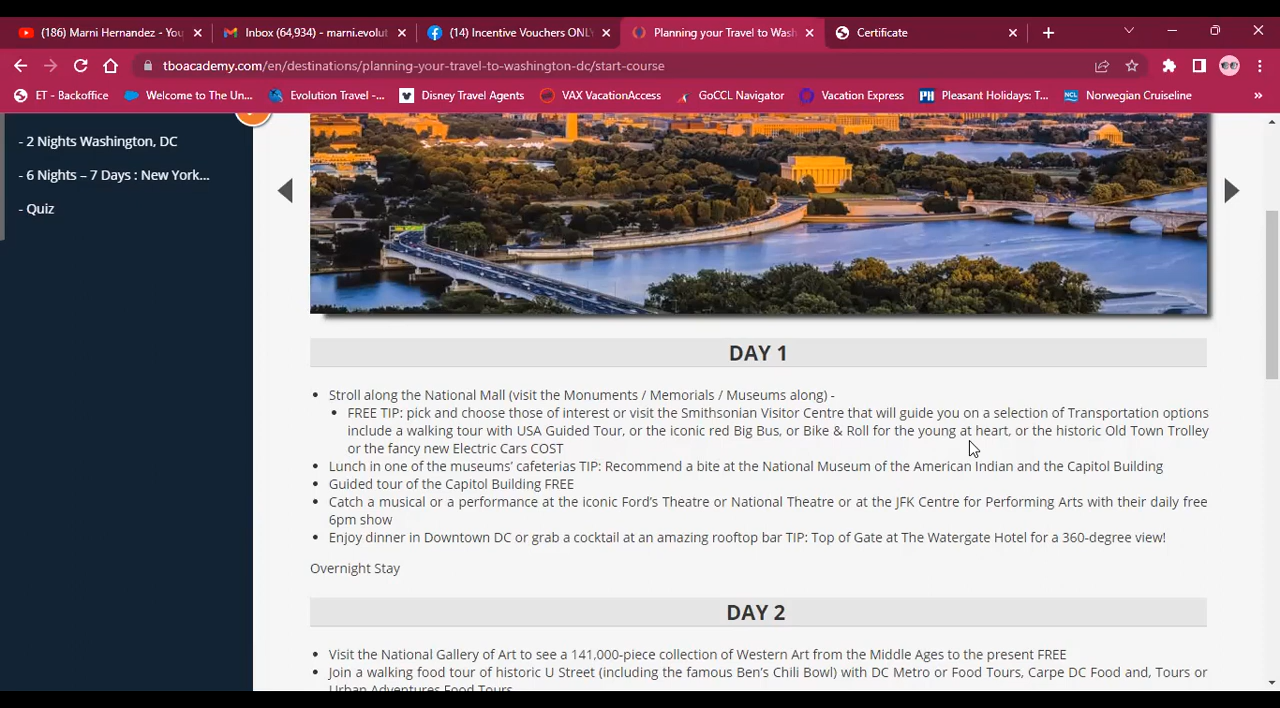 (186) Marni Hernandez - You
Inbox (64,934) - marni.evolut
(14) Incentive Vouchers ONL
Planning your Travel to Wash
Certificate
tboacademy.com/en/destinations/planning-your-travel-to-washington-dc/start-course
ET - Backoffice
Welcome to The Un...
Evolution Travel -...
Disney Travel Agents
VAX VacationAccess
GoCCL Navigator
Vacation Express
Pleasant Holidays: T...
Norwegian Cruiseline
»
- 2 Nights Washington, DC
- 6 Nights – 7 Days : New York...
- Quiz
DAY 1
• Stroll along the National Mall (visit the Monuments / Memorials / Museums along) -
• FREE TIP: pick and choose those of interest or visit the Smithsonian Visitor Centre that will guide you on a selection of Transportation options
include a walking tour with USA Guided Tour, or the iconic red Big Bus, or Bike & Roll for the young at heart, or the historic Old Town Trolley
or the fancy new Electric Cars COST
• Lunch in one of the museums' cafeterias TIP: Recommend a bite at the National Museum of the American Indian and the Capitol Building
• Guided tour of the Capitol Building FREE
• Catch a musical or a performance at the iconic Ford's Theatre or National Theatre or at the JFK Centre for Performing Arts with their daily free
6pm show
• Enjoy dinner in Downtown DC or grab a cocktail at an amazing rooftop bar TIP: Top of Gate at The Watergate Hotel for a 360-degree view!
Overnight Stay
DAY 2
• Visit the National Gallery of Art to see a 141,000-piece collection of Western Art from the Middle Ages to the present FREE
• Join a walking food tour of historic U Street (including the famous Ben's Chili Bowl) with DC Metro or Food Tours, Carpe DC Food and, Tours or
Urban Adventures Food Tours